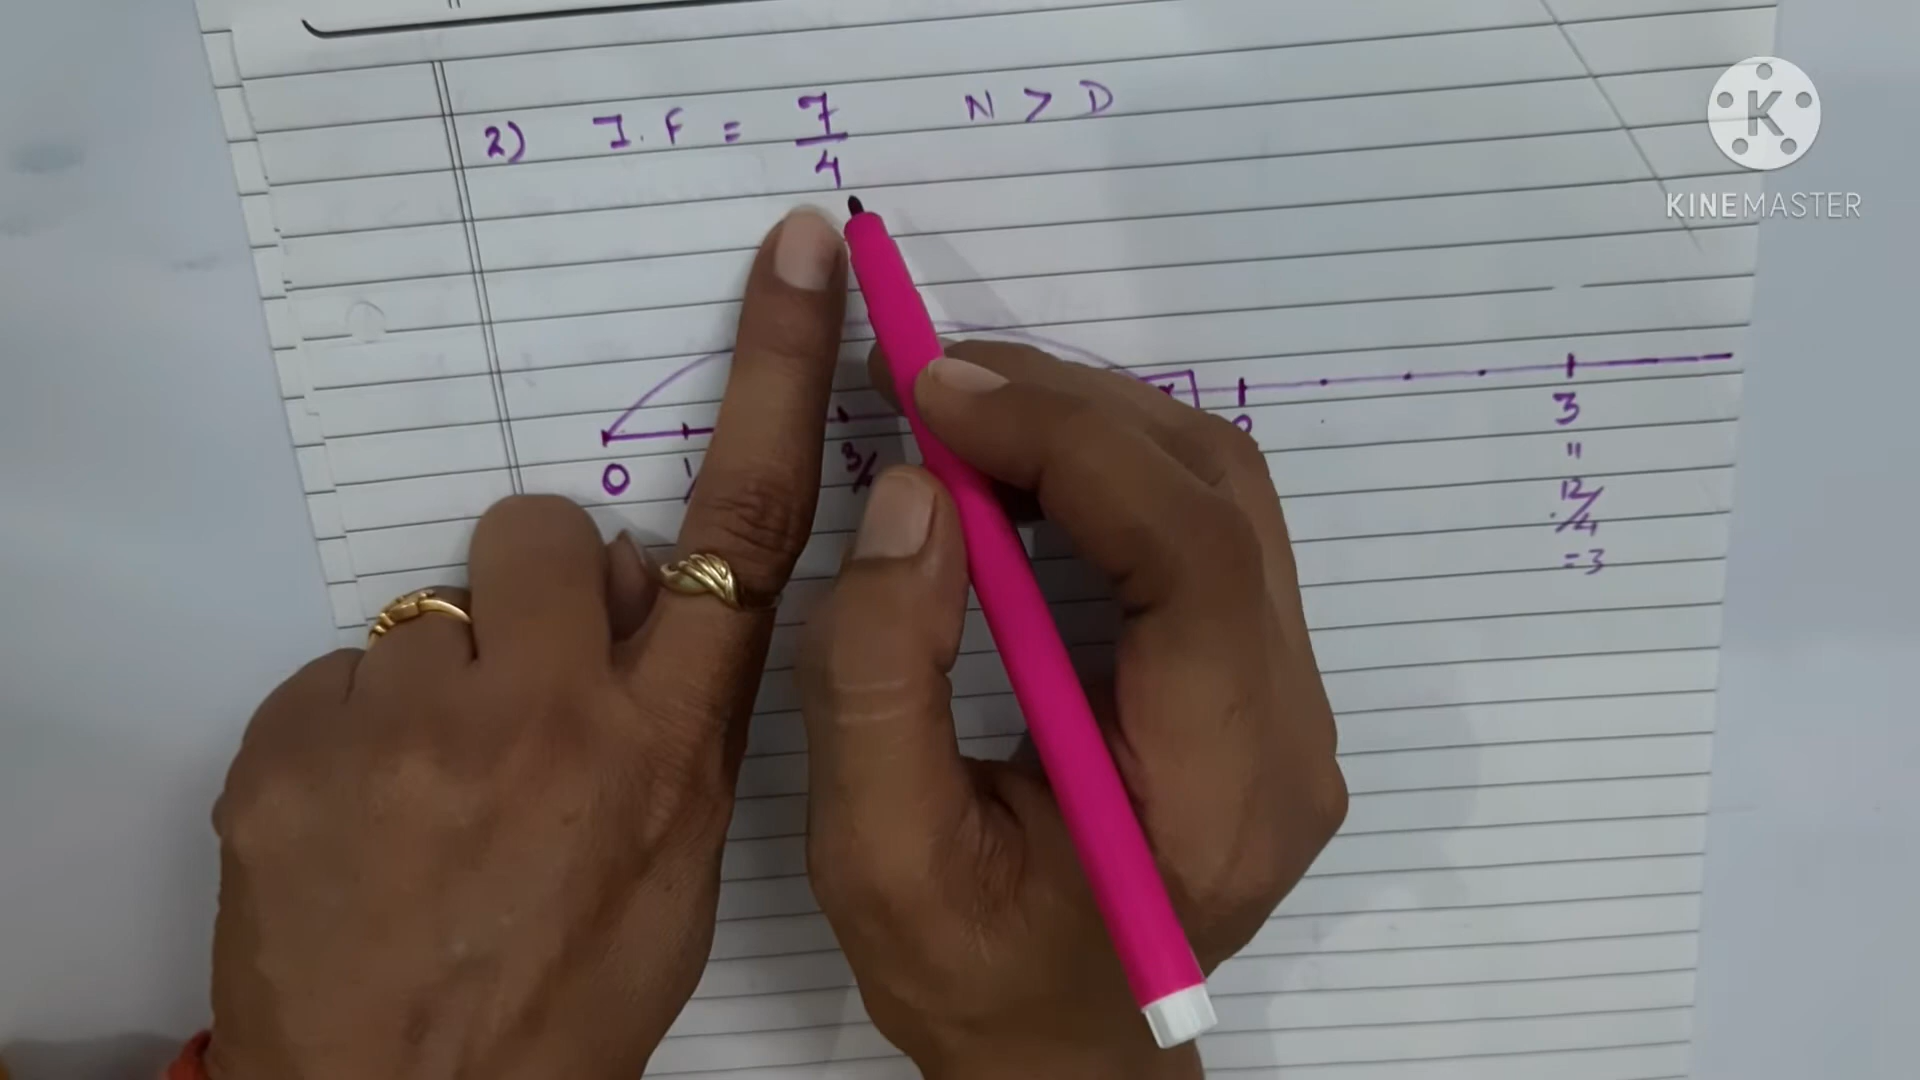 2) I.F = 7/4 N > D
0 3
"
12/4
= 3
K
KINEMASTER